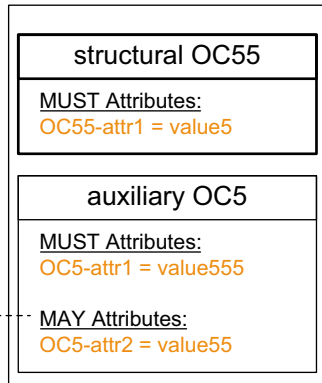 structural OC55
MUST Attributes:
OC55-attr1 = value5
auxiliary OC5
MUST Attributes:
OC5-attr1 = value555
MAY Attributes:
OC5-attr2 = value55